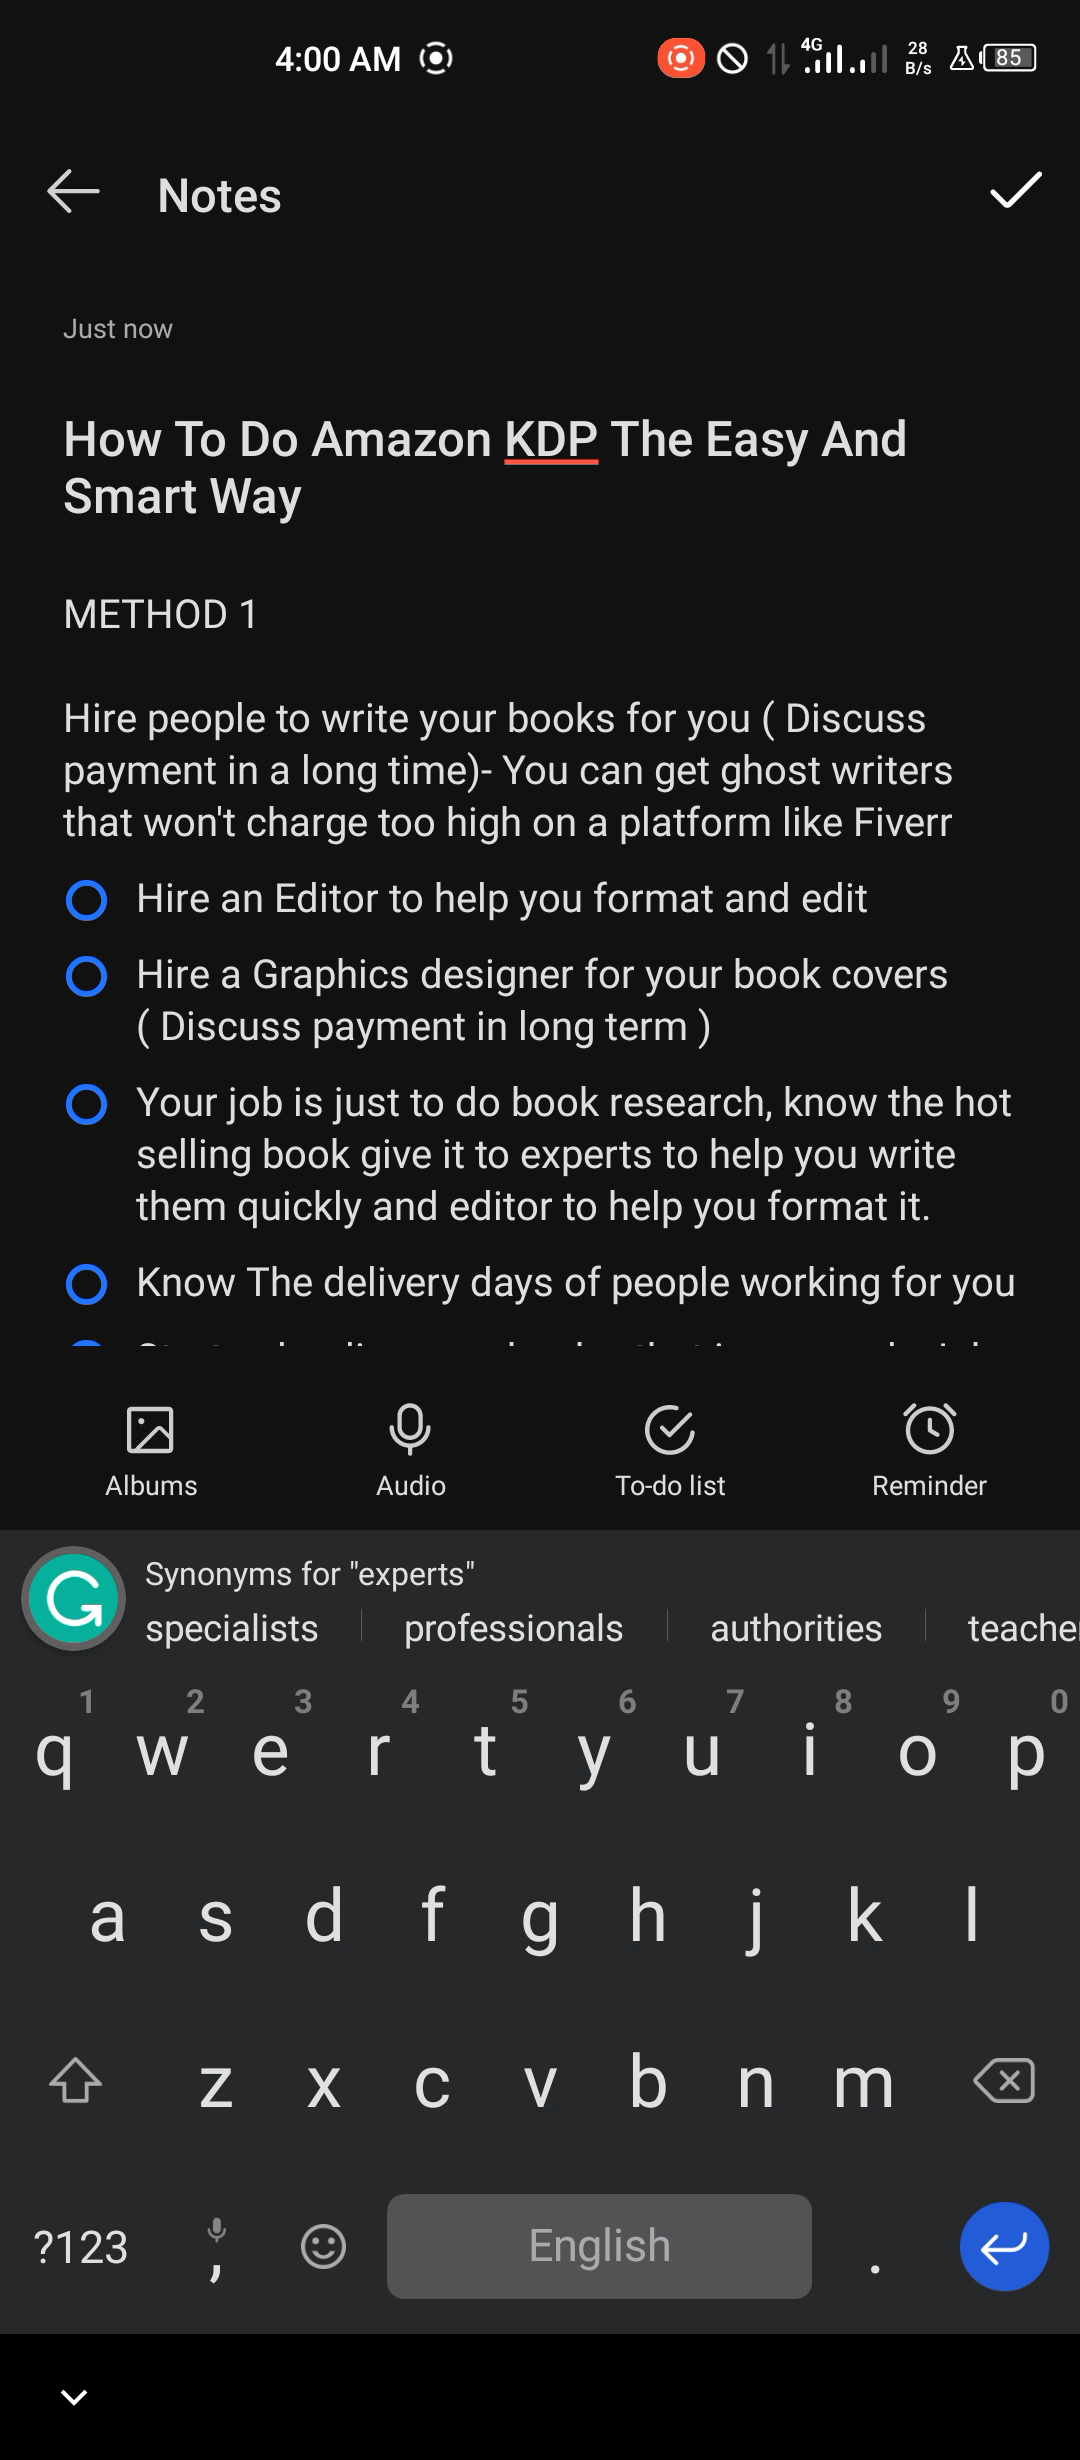 4:00 AM
4G
28
B/s
85
Notes
Just now
How To Do Amazon KDP The Easy And
Smart Way
METHOD 1
Hire people to write your books for you ( Discuss
payment in a long time)- You can get ghost writers
that won't charge too high on a platform like Fiverr
Hire an Editor to help you format and edit
Hire a Graphics designer for your book covers
( Discuss payment in long term )
Your job is just to do book research, know the hot
selling book give it to experts to help you write
them quickly and editor to help you format it.
Know The delivery days of people working for you
Albums
Audio
To-do list
Reminder
Synonyms for "experts"
specialists
professionals
authorities
teache
1 2 3 4 5 6 7 8 9 0
q w e r t y u i o p
a s d f g h j k l
z x c v b n m
?123 , English .